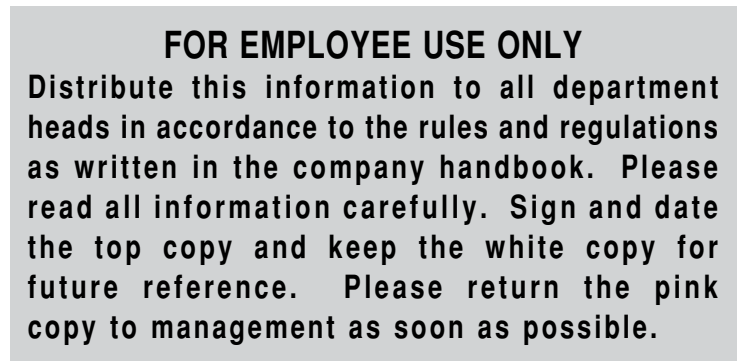 FOR EMPLOYEE USE ONLY
Distribute this information to all department
heads in accordance to the rules and regulations
as written in the company handbook. Please
read all information carefully. Sign and date
the top copy and keep the white copy for
future reference. Please return the pink
copy to management as soon as possible.